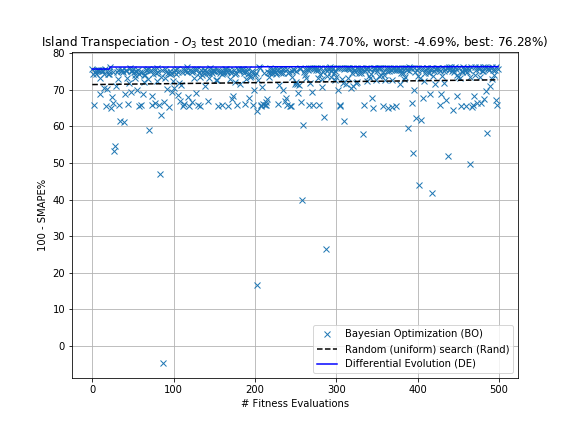 Island Transpeciation - O3 test 2010 (median: 74.70%, worst: -4.69%, best: 76.28%)
80
70
60
50
40
30
20
10
0
100 - SMAPE%
0 100 200 300 400 500
# Fitness Evaluations
Bayesian Optimization (BO)
Random (uniform) search (Rand)
Differential Evolution (DE)